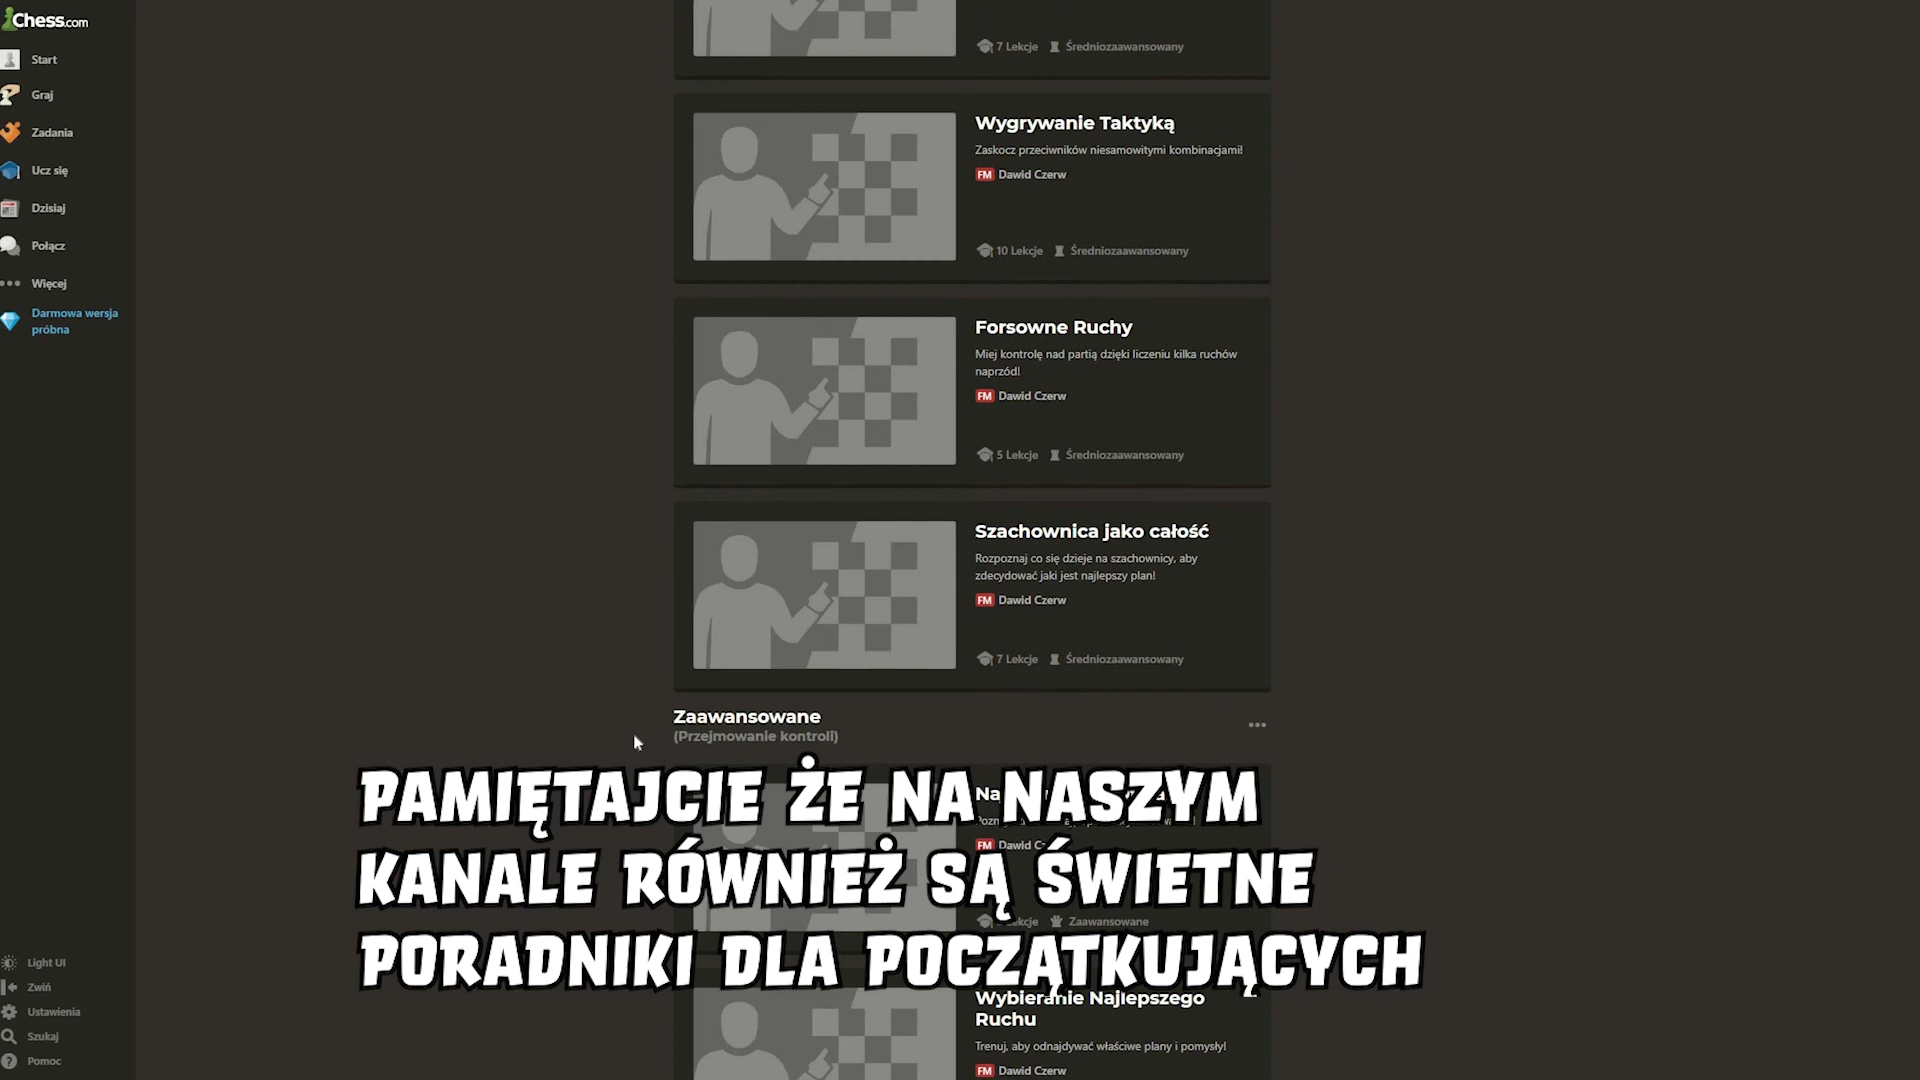 Chess.com
Start
Graj
Zadania
Ucz się
Dzisiaj
Połącz
Więcej
Darmowa wersja
próbna
Light UI
Zwiń
Ustawienia
Szukaj
Pomoc
7 Lekcje Średniozaawansowany
Wygrywanie Taktyką
Zaskocz przeciwników niesamowitymi kombinacjami!
FM Dawid Czerw
10 Lekcje Średniozaawansowany
Forsowne Ruchy
Miej kontrolę nad partią dzięki liczeniu kilka ruchów
naprzód!
FM Dawid Czerw
5 Lekcje Średniozaawansowany
Szachownica jako całość
Rozpoznaj co się dzieje na szachownicy, aby
zdecydować jaki jest najlepszy plan!
FM Dawid Czerw
7 Lekcje Średniozaawansowany
Zaawansowane
(Przejmowanie kontroli)
PAMIĘTAJCIE ŻE NA NASZYM
KANALE RÓWNIEŻ SĄ ŚWIETNE
PORADNIKI DLA POCZĄTKUJĄCYCH
FM Dawid
Zaawansowane
Wybieranie Najlepszego
Ruchu
Trenuj, aby odnajdywać właściwe plany i pomysły!
FM Dawid Czerw